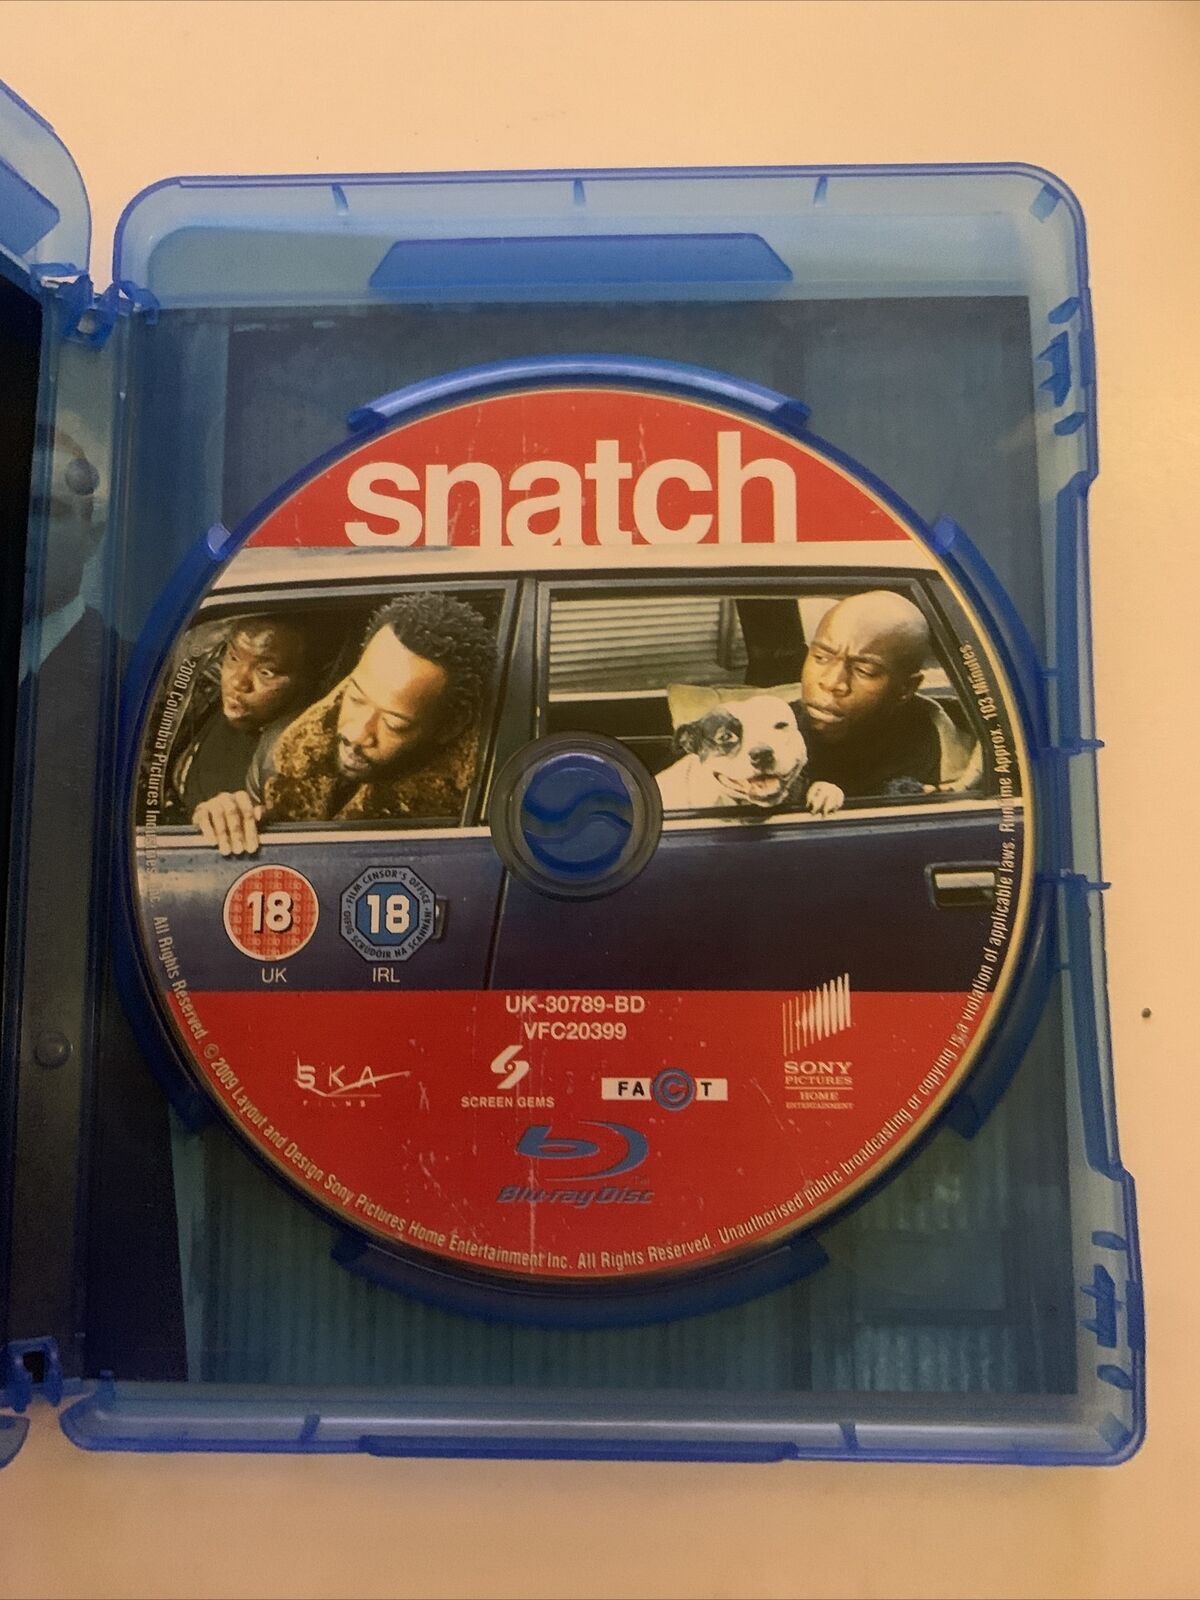 snatch
18
UK
FILM CENSOR'S OFFICE
18
OIFIG SCRÚDÓIR NA SCANNÁN
IRL
UK-30789-BD
VFC20399
SKA
FILMS
SCREEN GEMS
FACT
SONY
PICTURES
HOME
ENTERTAINMENT
Blu-ray Disc
TM
℗ 2000 Columbia Pictures Industries, Inc. All Rights Reserved. © 2009 Layout and Design Sony Pictures Home Entertainment Inc. All Rights Reserved. Unauthorised public broadcasting or copying is a violation of applicable laws. Runtime Approx. 103 Minutes.